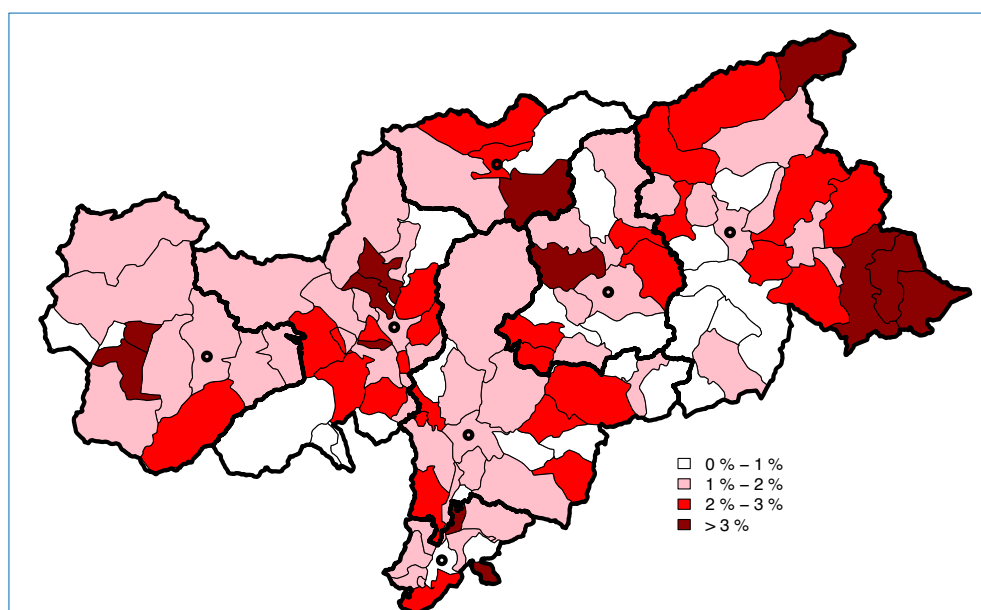 0 % – 1 %
1 % – 2 %
2 % – 3 %
> 3 %